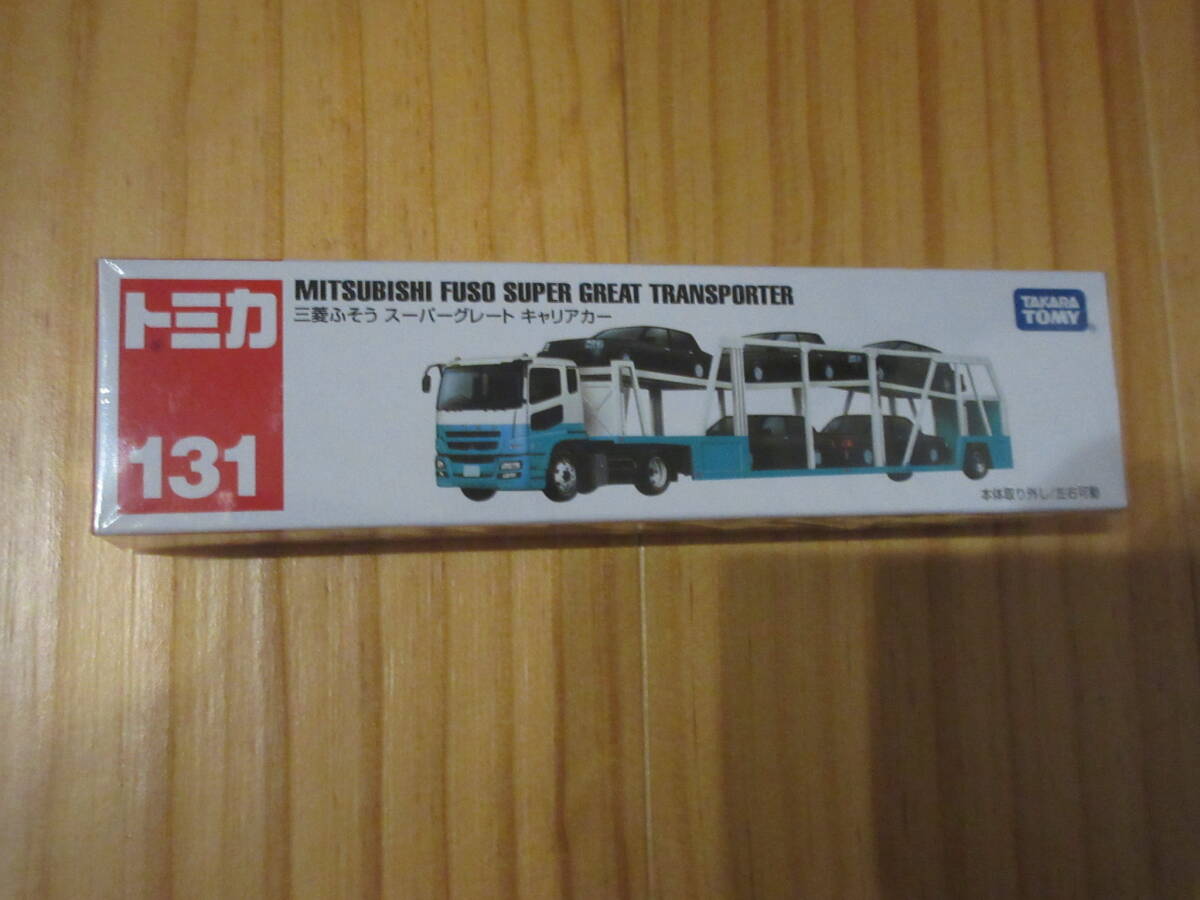 トミカ
131
MITSUBISHI FUSO SUPER GREAT TRANSPORTER
三菱ふそう スーパーグレート キャリアカー
TAKARA
TOMY
本体取り外し/左右可動